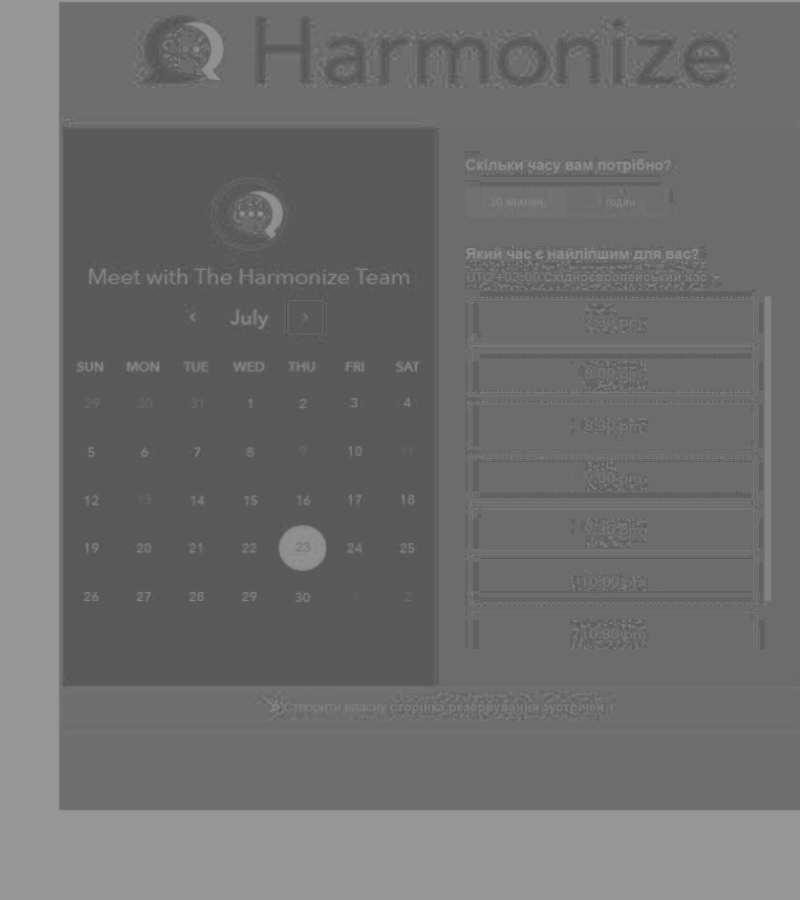 Harmonize
Meet with The Harmonize Team
July
SUN MON TUE WED THU FRI SAT
29 30 31 1 2 3 4
5 6 7 8 9 10 11
12 13 14 15 16 17 18
19 20 21 22 23 24 25
26 27 28 29 30 1 2
Скільки часу вам потрібно?
30 хвилин 1 годин
Який час є найліпшим для вас?
UTC +03:00 Східноєвропейський час
7:30 pm
8:00 pm
8:30 pm
9:00 pm
9:30 pm
10:00 pm
10:30 pm
Створити власну сторінка резервування зустрічей